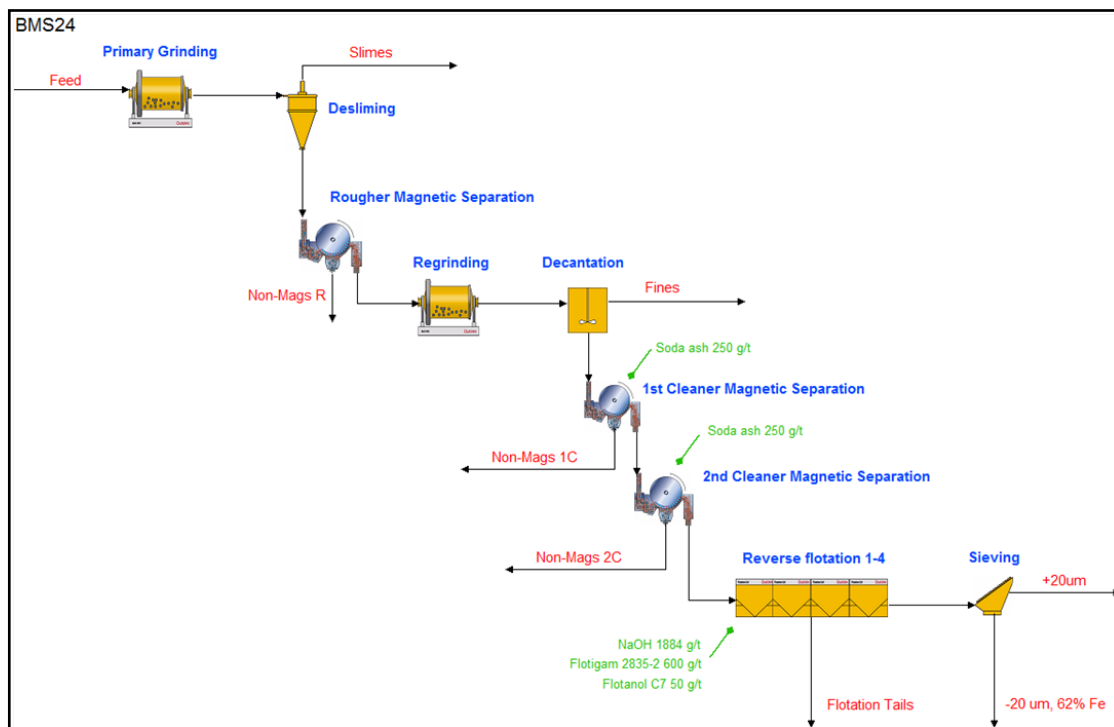 BMS24
Primary Grinding
Slimes
Feed
Desliming
Rougher Magnetic Separation
Regrinding
Decantation
Non-Mags R
Fines
Soda ash 250 g/t
1st Cleaner Magnetic Separation
Soda ash 250 g/t
Non-Mags 1C
2nd Cleaner Magnetic Separation
Non-Mags 2C
Reverse flotation 1-4
Sieving
+20um
NaOH 1884 g/t
Flotigam 2835-2 600 g/t
Flotanol C7 50 g/t
Flotation Tails
-20 um, 62% Fe